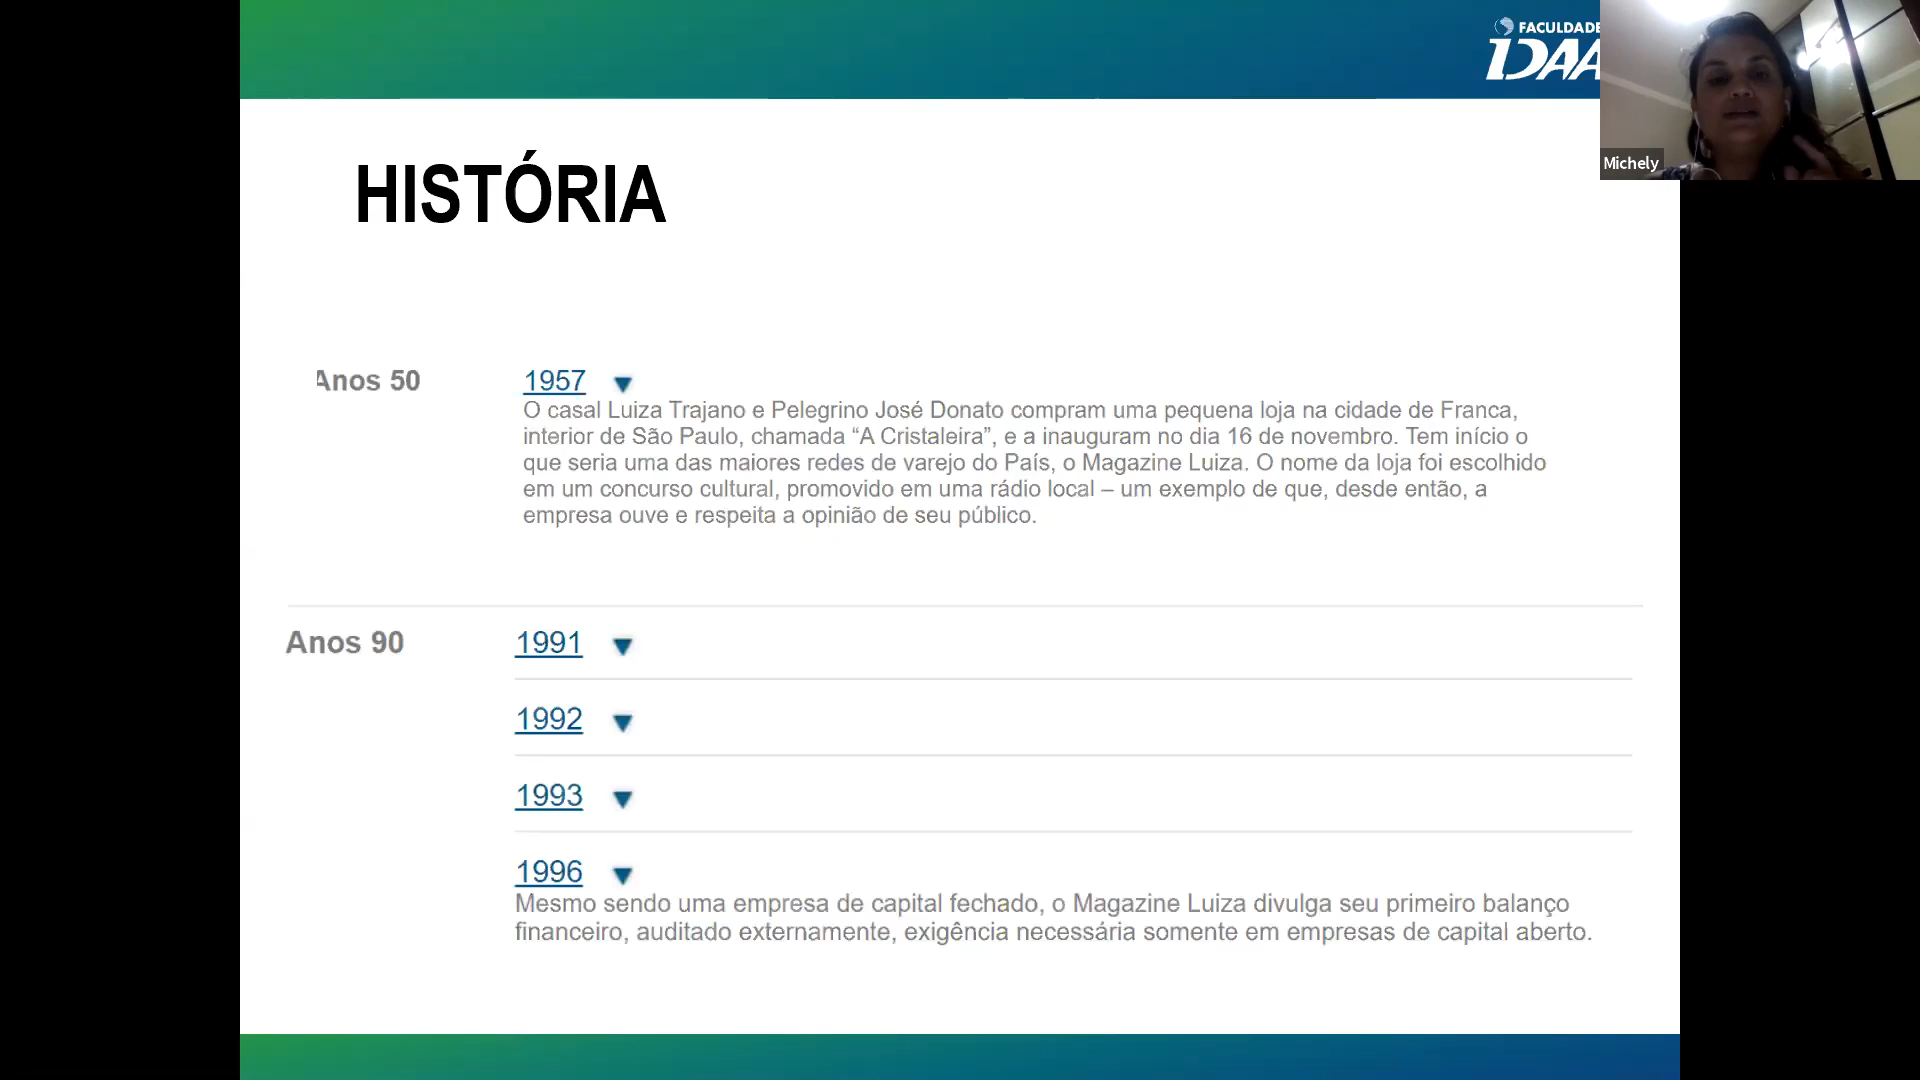 FACULDADE
IDAA
Michely
HISTÓRIA
Anos 50
1957
O casal Luiza Trajano e Pelegrino José Donato compram uma pequena loja na cidade de Franca,
interior de São Paulo, chamada “A Cristaleira”, e a inauguram no dia 16 de novembro. Tem início o
que seria uma das maiores redes de varejo do País, o Magazine Luiza. O nome da loja foi escolhido
em um concurso cultural, promovido em uma rádio local – um exemplo de que, desde então, a
empresa ouve e respeita a opinião de seu público.
Anos 90
1991
1992
1993
1996
Mesmo sendo uma empresa de capital fechado, o Magazine Luiza divulga seu primeiro balanço
financeiro, auditado externamente, exigência necessária somente em empresas de capital aberto.